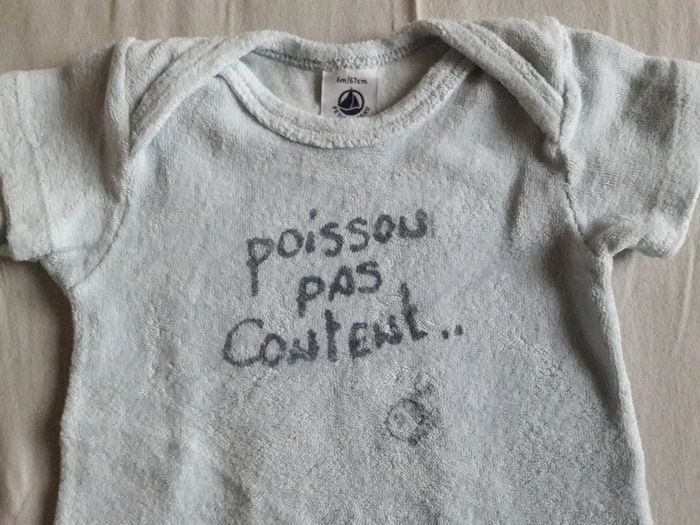 6m/67cm
poisson
pas
content..